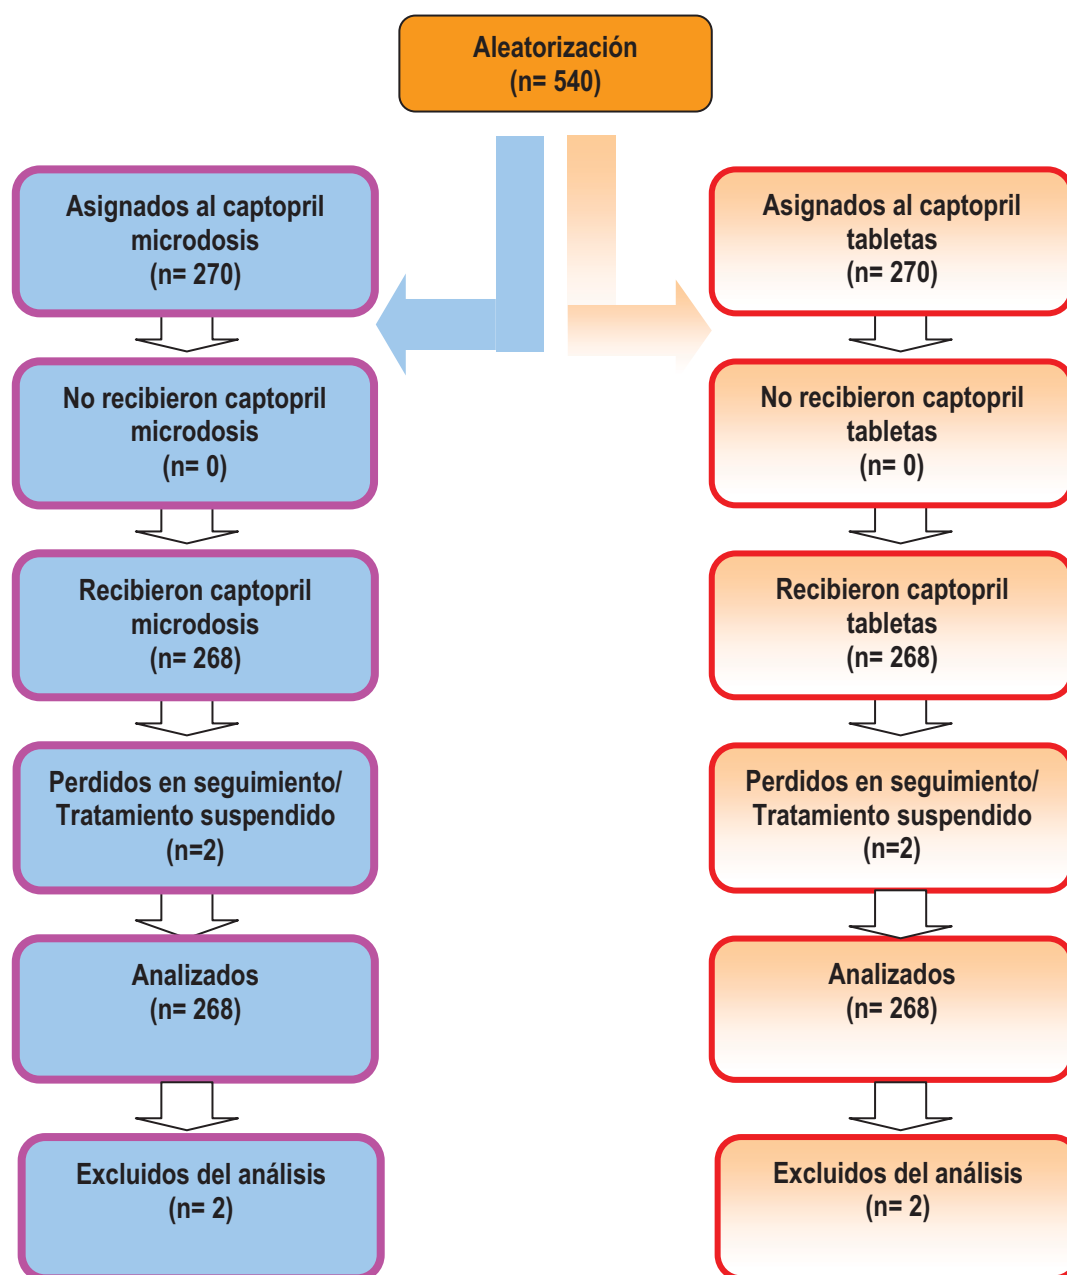 Aleatorización
(n= 540)
Asignados al captopril
microdosis
(n= 270)
No recibieron captopril
microdosis
(n= 0)
Recibieron captopril
microdosis
(n= 268)
Perdidos en seguimiento/
Tratamiento suspendido
(n=2)
Analizados
(n= 268)
Excluidos del análisis
(n= 2)
Asignados al captopril
tabletas
(n= 270)
No recibieron captopril
tabletas
(n= 0)
Recibieron captopril
tabletas
(n= 268)
Perdidos en seguimiento/
Tratamiento suspendido
(n=2)
Analizados
(n= 268)
Excluidos del análisis
(n= 2)